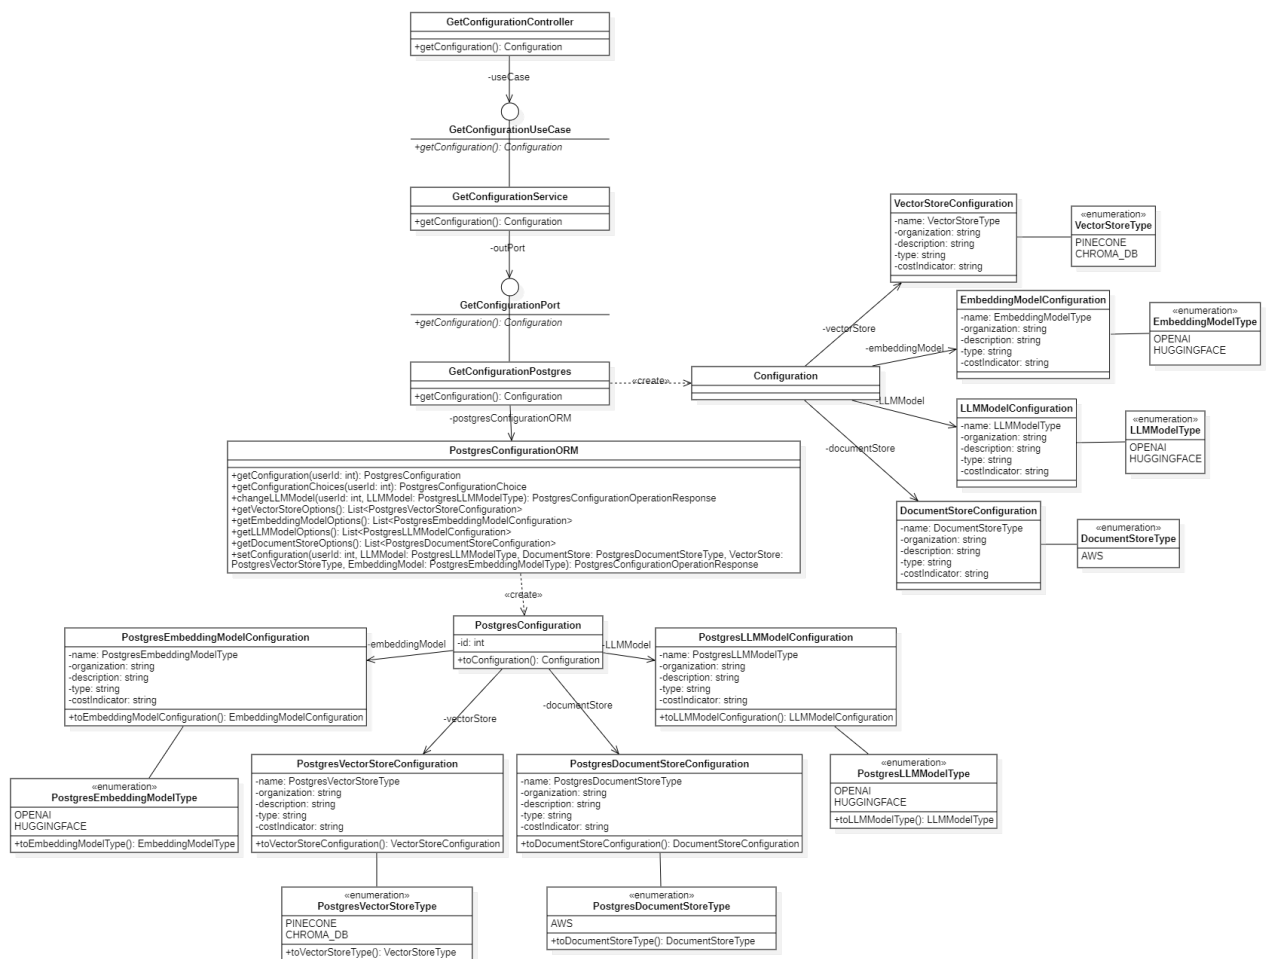 GetConfigurationController
+getConfiguration(): Configuration
-useCase
GetConfigurationUseCase
+getConfiguration(): Configuration
GetConfigurationService
+getConfiguration(): Configuration
-outPort
GetConfigurationPort
+getConfiguration(): Configuration
GetConfigurationPostgres
+getConfiguration(): Configuration
«create»
Configuration
-vectorStore
-embeddingModel
-LLMModel
-documentStore
VectorStoreConfiguration
-name: VectorStoreType
-organization: string
-description: string
-type: string
-costIndicator: string
«enumeration»
VectorStoreType
PINECONE
CHROMA_DB
EmbeddingModelConfiguration
-name: EmbeddingModelType
-organization: string
-description: string
-type: string
-costIndicator: string
«enumeration»
EmbeddingModelType
OPENAI
HUGGINGFACE
LLMModelConfiguration
-name: LLMModelType
-organization: string
-description: string
-type: string
-costIndicator: string
«enumeration»
LLMModelType
OPENAI
HUGGINGFACE
DocumentStoreConfiguration
-name: DocumentStoreType
-organization: string
-description: string
-type: string
-costIndicator: string
«enumeration»
DocumentStoreType
AWS
-postgresConfigurationORM
PostgresConfigurationORM
+getConfiguration(userId: int): PostgresConfiguration
+getConfigurationChoices(userId: int): PostgresConfigurationChoice
+changeLLMModel(userId: int, LLMModel: PostgresLLMModelType): PostgresConfigurationOperationResponse
+getVectorStoreOptions(): List<PostgresVectorStoreConfiguration>
+getEmbeddingModelOptions(): List<PostgresEmbeddingModelConfiguration>
+getLLMModelOptions(): List<PostgresLLMModelConfiguration>
+getDocumentStoreOptions(): List<PostgresDocumentStoreConfiguration>
+setConfiguration(userId: int, LLMModel: PostgresLLMModelType, DocumentStore: PostgresDocumentStoreType, VectorStore:
PostgresVectorStoreType, EmbeddingModel: PostgresEmbeddingModelType): PostgresConfigurationOperationResponse
«create»
PostgresConfiguration
-id: int
+toConfiguration(): Configuration
-embeddingModel
-LLMModel
-vectorStore
-documentStore
PostgresEmbeddingModelConfiguration
-name: PostgresEmbeddingModelType
-organization: string
-description: string
-type: string
-costIndicator: string
+toEmbeddingModelConfiguration(): EmbeddingModelConfiguration
PostgresLLMModelConfiguration
-name: PostgresLLMModelType
-organization: string
-description: string
-type: string
-costIndicator: string
+toLLMModelConfiguration(): LLMModelConfiguration
PostgresVectorStoreConfiguration
-name: PostgresVectorStoreType
-organization: string
-description: string
-type: string
-costIndicator: string
+toVectorStoreConfiguration(): VectorStoreConfiguration
PostgresDocumentStoreConfiguration
-name: PostgresDocumentStoreType
-organization: string
-description: string
-type: string
-costIndicator: string
+toDocumentStoreConfiguration(): DocumentStoreConfiguration
«enumeration»
PostgresLLMModelType
OPENAI
HUGGINGFACE
+toLLMModelType(): LLMModelType
«enumeration»
PostgresEmbeddingModelType
OPENAI
HUGGINGFACE
+toEmbeddingModelType(): EmbeddingModelType
«enumeration»
PostgresVectorStoreType
PINECONE
CHROMA_DB
+toVectorStoreType(): VectorStoreType
«enumeration»
PostgresDocumentStoreType
AWS
+toDocumentStoreType(): DocumentStoreType